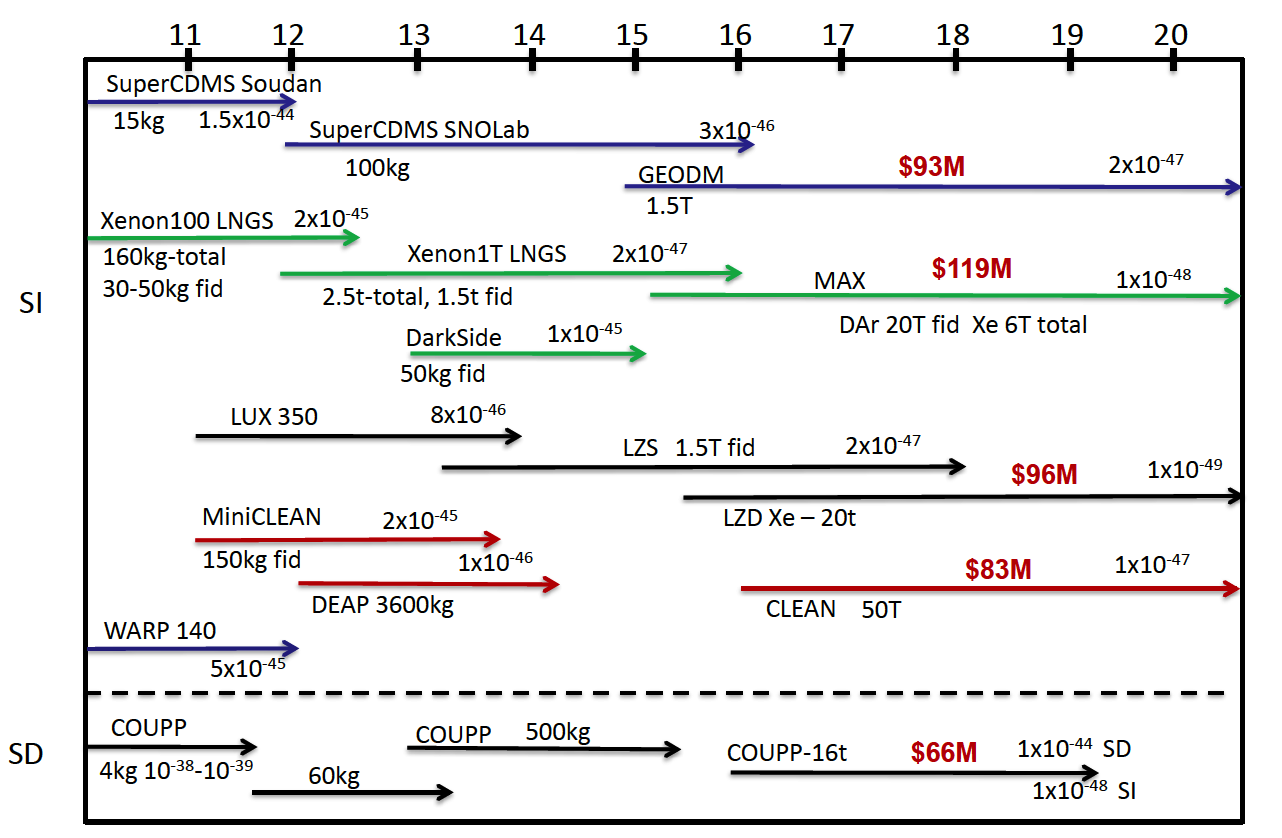 11 12 13 14 15 16 17 18 19 20
SuperCDMS Soudan
15kg 1.5x10⁻⁴⁴
SuperCDMS SNOLab 3x10⁻⁴⁶
100kg
GEODM $93M 2x10⁻⁴⁷
1.5T
Xenon100 LNGS 2x10⁻⁴⁵
160kg-total
30-50kg fid
Xenon1T LNGS 2x10⁻⁴⁷
2.5t-total, 1.5t fid
MAX $119M 1x10⁻⁴⁸
DAr 20T fid Xe 6T total
SI
DarkSide 1x10⁻⁴⁵
50kg fid
LUX 350 8x10⁻⁴⁶
LZS 1.5T fid 2x10⁻⁴⁷
$96M 1x10⁻⁴⁹
LZD Xe – 20t
MiniCLEAN 2x10⁻⁴⁵
150kg fid
1x10⁻⁴⁶
DEAP 3600kg
$83M 1x10⁻⁴⁷
CLEAN 50T
WARP 140
5x10⁻⁴⁵
SD
COUPP
4kg 10⁻³⁸-10⁻³⁹
60kg
COUPP 500kg
COUPP-16t $66M 1x10⁻⁴⁴ SD
1x10⁻⁴⁸ SI